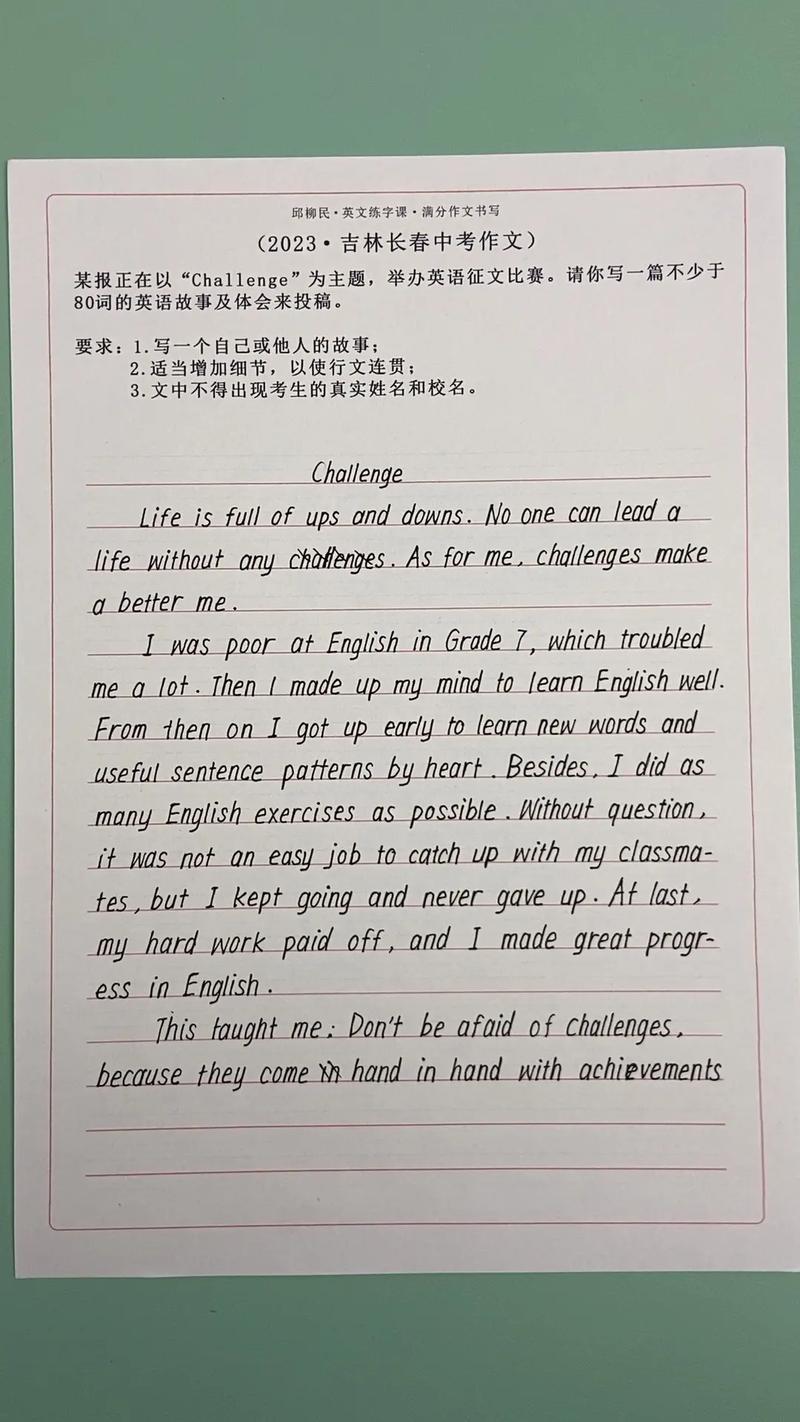 邱柳民·英文练字课·满分作文书写
（2023·吉林长春中考作文）
某报正在以“Challenge”为主题，举办英语征文比赛。请你写一篇不少于
80词的英语故事及体会来投稿。
要求：1.写一个自己或他人的故事；
2.适当增加细节，以使行文连贯；
3.文中不得出现考生的真实姓名和校名。
Challenge
Life is full of ups and downs. No one can lead a
life without any challenges. As for me, challenges make
a better me.
I was poor at English in Grade 7, which troubled
me a lot. Then I made up my mind to learn English well.
From then on I got up early to learn new words and
useful sentence patterns by heart. Besides, I did as
many English exercises as possible. Without question,
it was not an easy job to catch up with my classma-
tes, but I kept going and never gave up. At last,
my hard work paid off, and I made great progr-
ess in English.
This taught me: Don't be afaid of challenges,
because they come in hand in hand with achievements